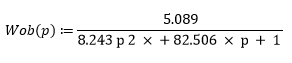 Wob(p) := 5.089
8.243 p 2 × + 82.506 × p + 1